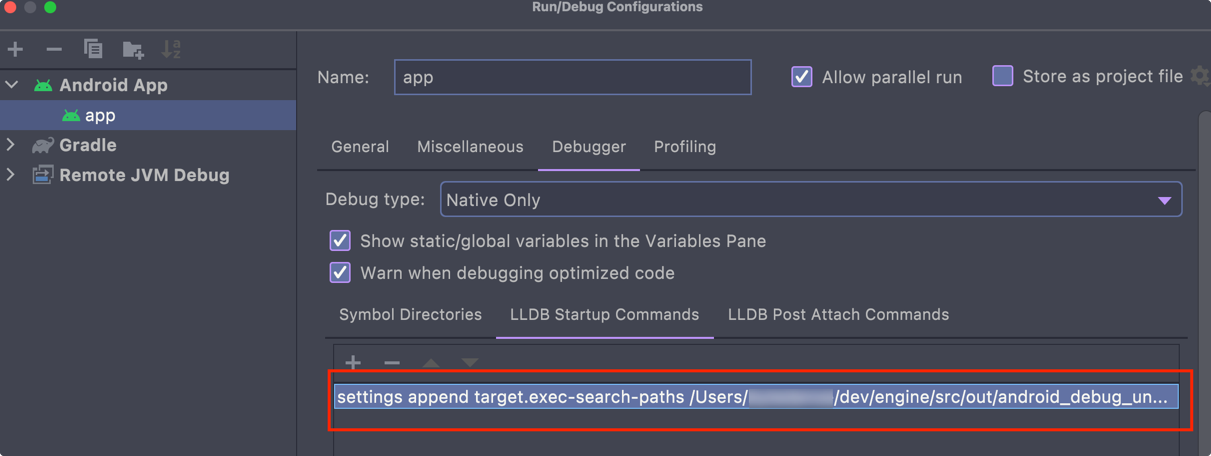 Run/Debug Configurations
Android App
app
Gradle
Remote JVM Debug
Name: app Allow parallel run Store as project file
General Miscellaneous Debugger Profiling
Debug type: Native Only
Show static/global variables in the Variables Pane
Warn when debugging optimized code
Symbol Directories LLDB Startup Commands LLDB Post Attach Commands
settings append target.exec-search-paths /Users/ /dev/engine/src/out/android_debug_un...